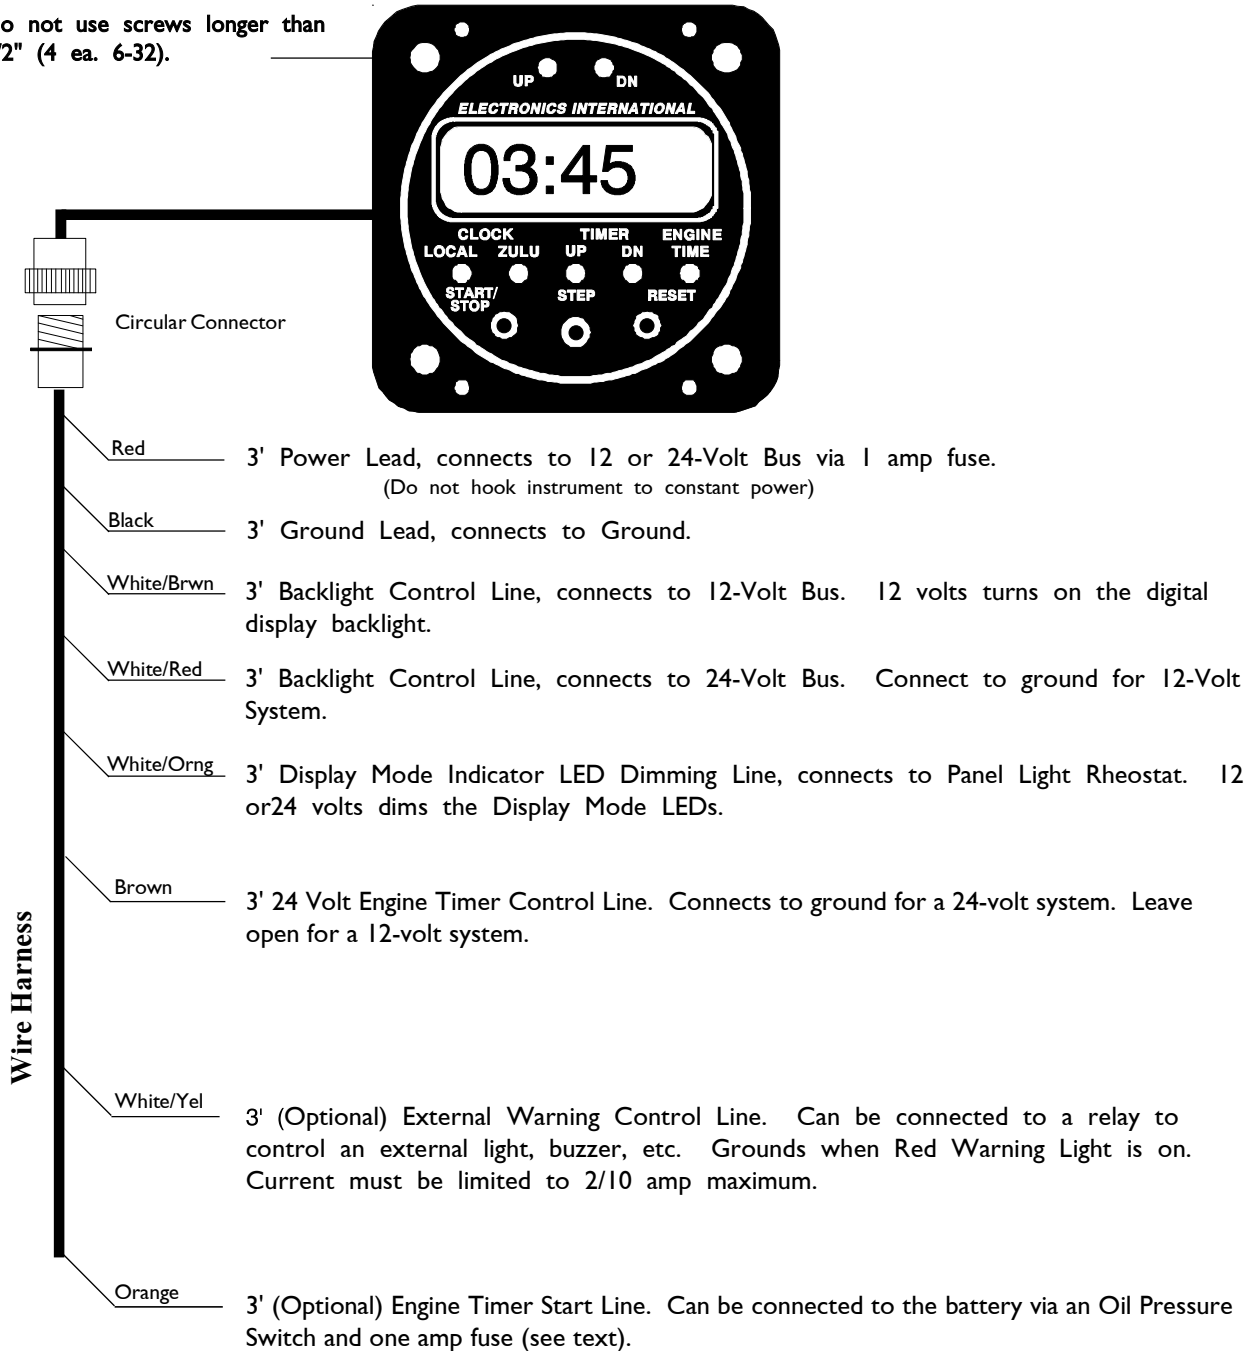 o not use screws longer than
/2" (4 ea. 6-32).
UP
DN
ELECTRONICS INTERNATIONAL
03:45
CLOCK TIMER ENGINE
LOCAL ZULU UP DN TIME
START/ STEP RESET
STOP
Circular Connector
Red
3' Power Lead, connects to 12 or 24-Volt Bus via 1 amp fuse.
(Do not hook instrument to constant power)
Black
3' Ground Lead, connects to Ground.
White/Brwn
3' Backlight Control Line, connects to 12-Volt Bus. 12 volts turns on the digital
display backlight.
White/Red
3' Backlight Control Line, connects to 24-Volt Bus. Connect to ground for 12-Volt
System.
White/Orng
3' Display Mode Indicator LED Dimming Line, connects to Panel Light Rheostat. 12
or24 volts dims the Display Mode LEDs.
Brown
3' 24 Volt Engine Timer Control Line. Connects to ground for a 24-volt system. Leave
open for a 12-volt system.
Wire Harness
White/Yel
3' (Optional) External Warning Control Line. Can be connected to a relay to
control an external light, buzzer, etc. Grounds when Red Warning Light is on.
Current must be limited to 2/10 amp maximum.
Orange
3' (Optional) Engine Timer Start Line. Can be connected to the battery via an Oil Pressure
Switch and one amp fuse (see text).